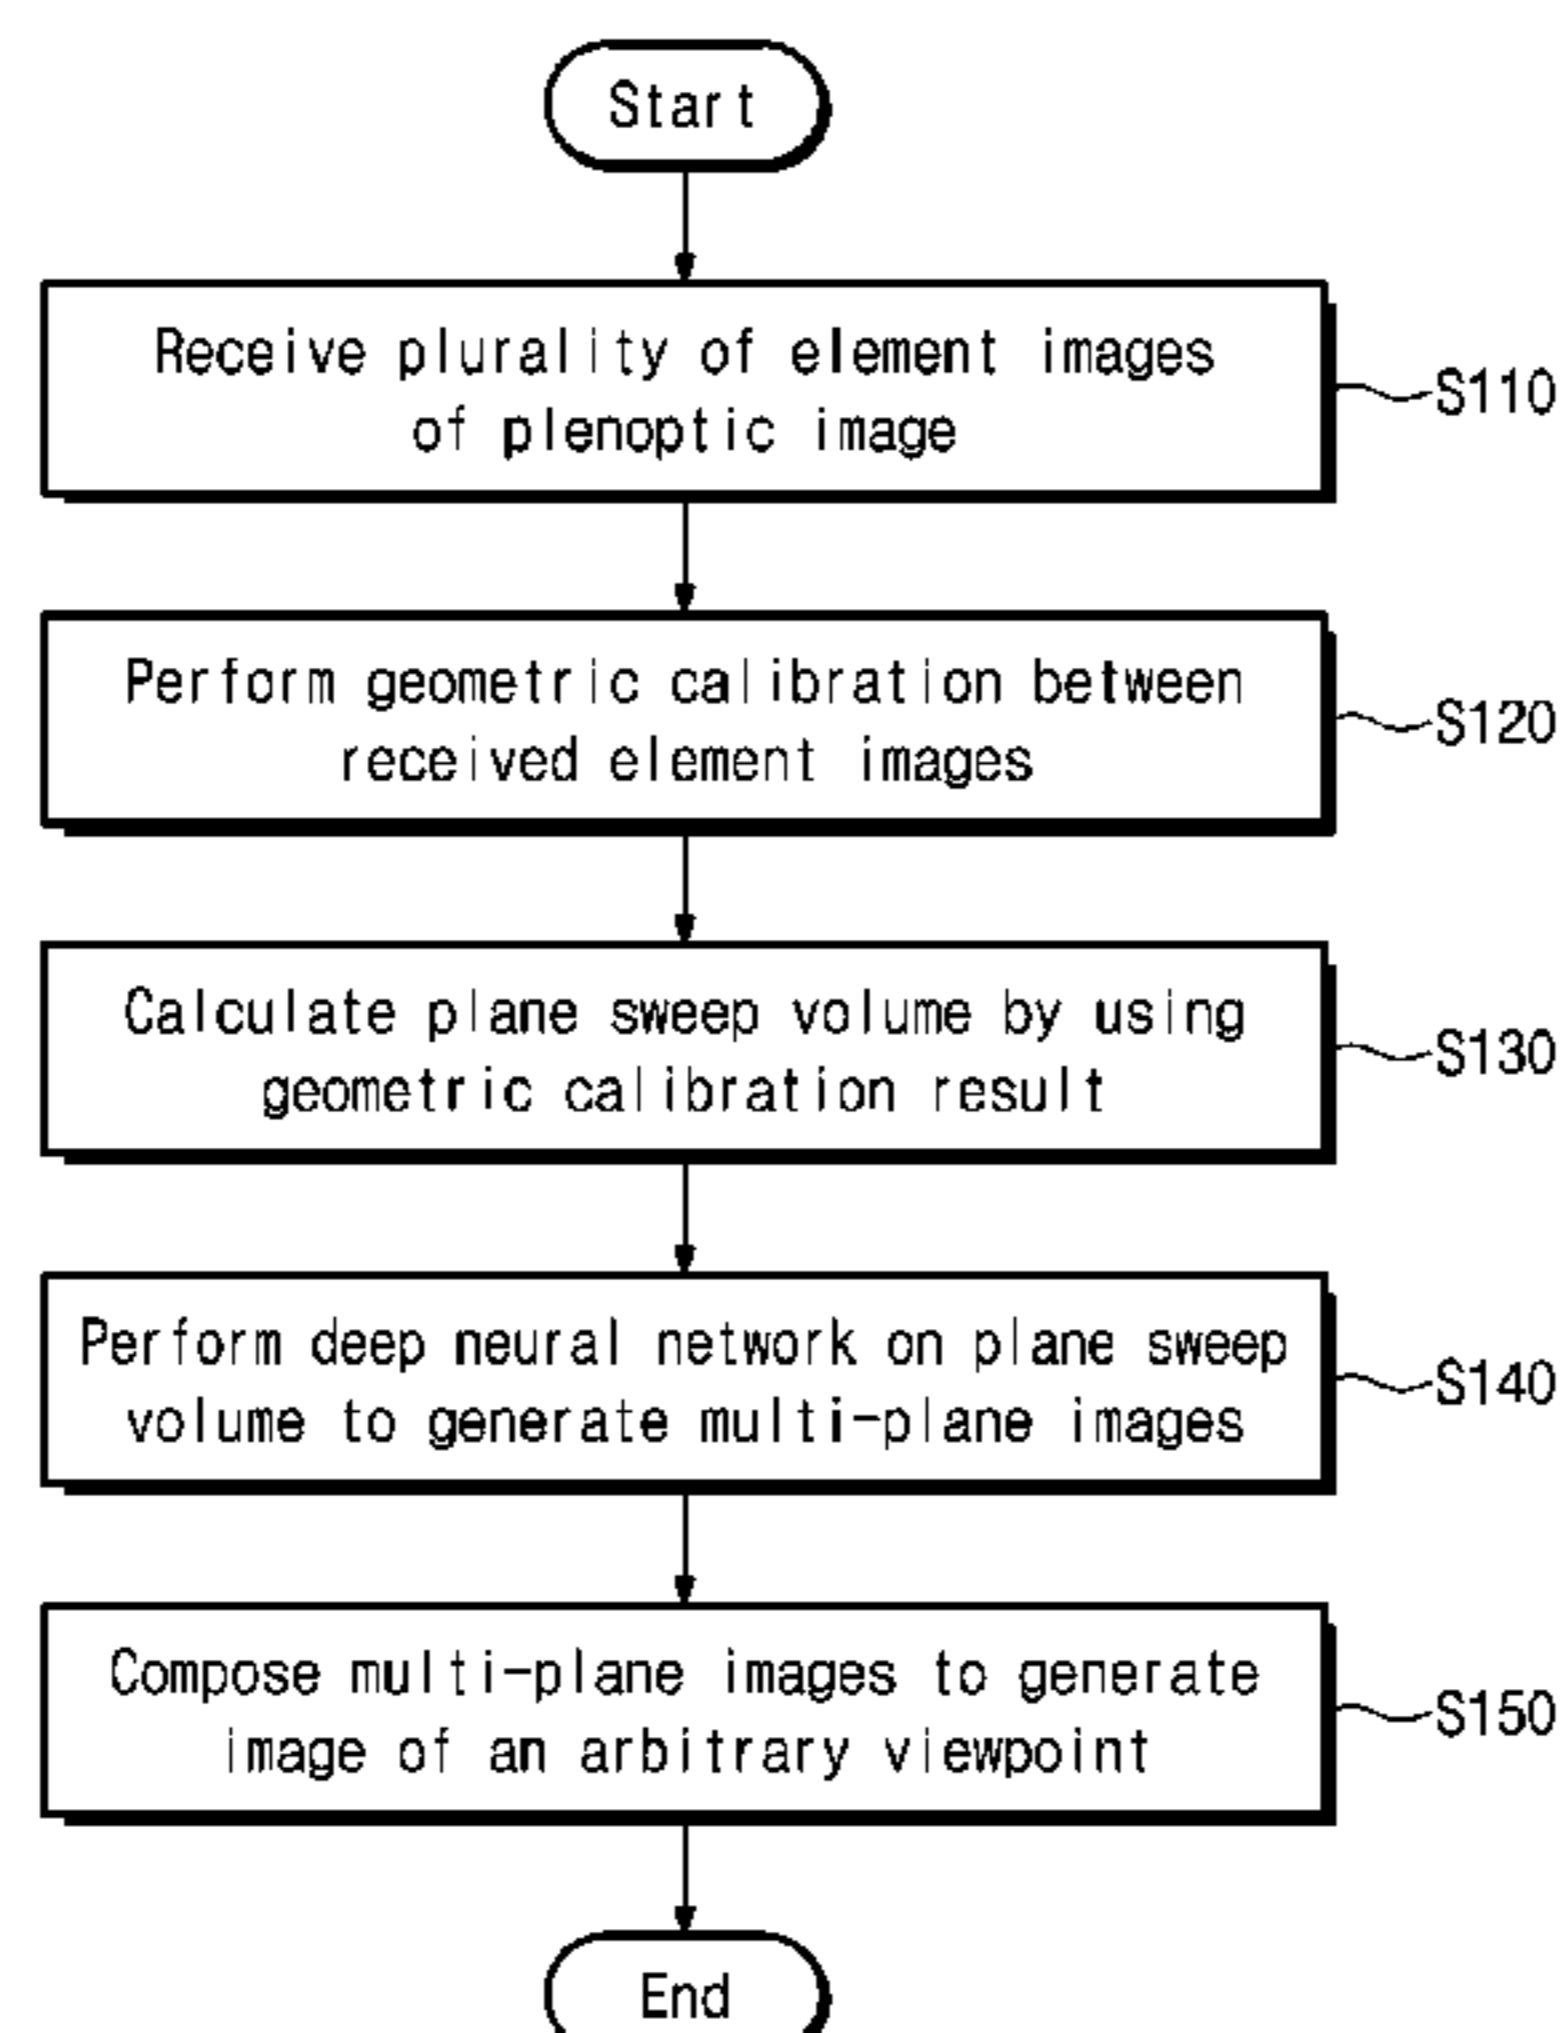 Start
Receive plurality of element images
of plenoptic image
S110
Perform geometric calibration between
received element images
S120
Calculate plane sweep volume by using
geometric calibration result
S130
Perform deep neural network on plane sweep
volume to generate multi-plane images
S140
Compose multi-plane images to generate
image of an arbitrary viewpoint
S150
End